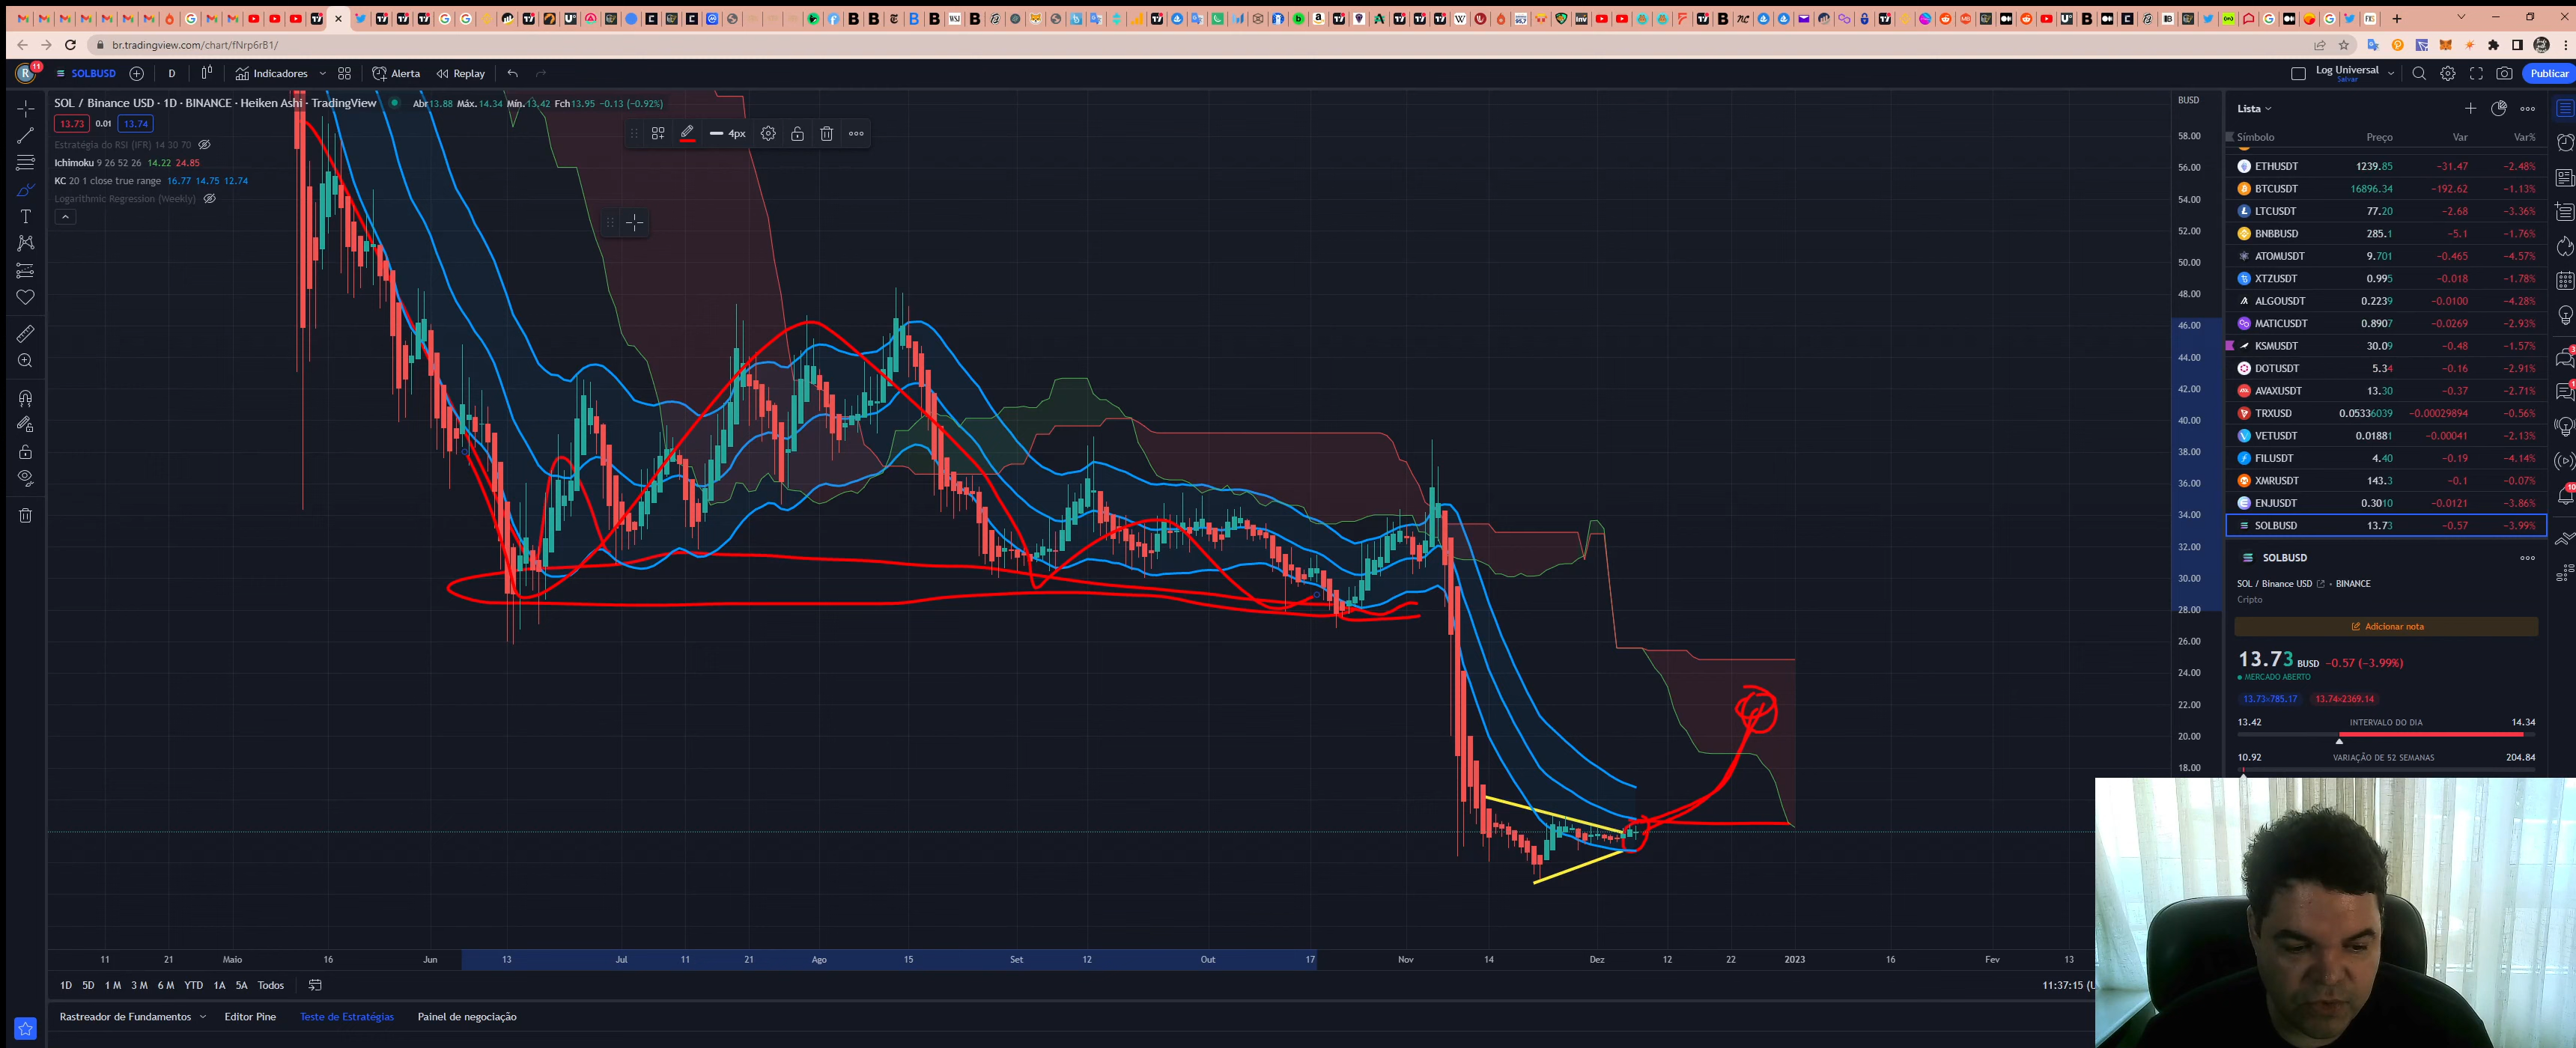 br.tradingview.com/chart/fNrp6rB1/
R 11 SOLBUSD D Indicadores Alerta Replay Log Universal Salvar Publicar
SOL / Binance USD · 1D · BINANCE · Heiken Ashi · TradingView Abr13.88 Máx.14.34 Mín.13.42 Fch13.95 −0.13 (−0.92%)
13.73 0.01 13.74
Estratégia do RSI (IFR) 14 30 70
Ichimoku 9 26 52 26 14.22 24.85
KC 20 1 close true range 16.77 14.75 12.74
Logarithmic Regression (Weekly)
4px
BUSD
58.00
56.00
54.00
52.00
50.00
48.00
46.00
44.00
42.00
40.00
38.00
36.00
34.00
32.00
30.00
28.00
26.00
24.00
22.00
20.00
18.00
11 21 Maio 16 Jun 13 Jul 11 21 Ago 15 Set 12 Out 17 Nov 14 Dez 12 22 2023 16 Fev 13
1D 5D 1 M 3 M 6 M YTD 1A 5A Todos
11:37:15 (U
Rastreador de Fundamentos Editor Pine Teste de Estratégias Painel de negociação
Lista
Símbolo Preço Var Var%
ETHUSDT 1239.85 −31.47 −2.48%
BTCUSDT 16896.34 −192.62 −1.13%
LTCUSDT 77.20 −2.68 −3.36%
BNBBUSD 285.1 −5.1 −1.76%
ATOMUSDT 9.701 −0.465 −4.57%
XTZUSDT 0.995 −0.018 −1.78%
ALGOUSDT 0.2239 −0.0100 −4.28%
MATICUSDT 0.8907 −0.0269 −2.93%
KSMUSDT 30.09 −0.48 −1.57%
DOTUSDT 5.34 −0.16 −2.91%
AVAXUSDT 13.30 −0.37 −2.71%
TRXUSD 0.05336039 −0.00029894 −0.56%
VETUSDT 0.01881 −0.00041 −2.13%
FILUSDT 4.40 −0.19 −4.14%
XMRUSDT 143.3 −0.1 −0.07%
ENJUSDT 0.3010 −0.0121 −3.86%
SOLBUSD 13.73 −0.57 −3.99%
SOLBUSD
SOL / Binance USD • BINANCE
Cripto
Adicionar nota
13.73 BUSD −0.57 (−3.99%)
MERCADO ABERTO
13.73×785.17 13.74×2369.14
13.42 INTERVALO DO DIA 14.34
10.92 VARIAÇÃO DE 52 SEMANAS 204.84